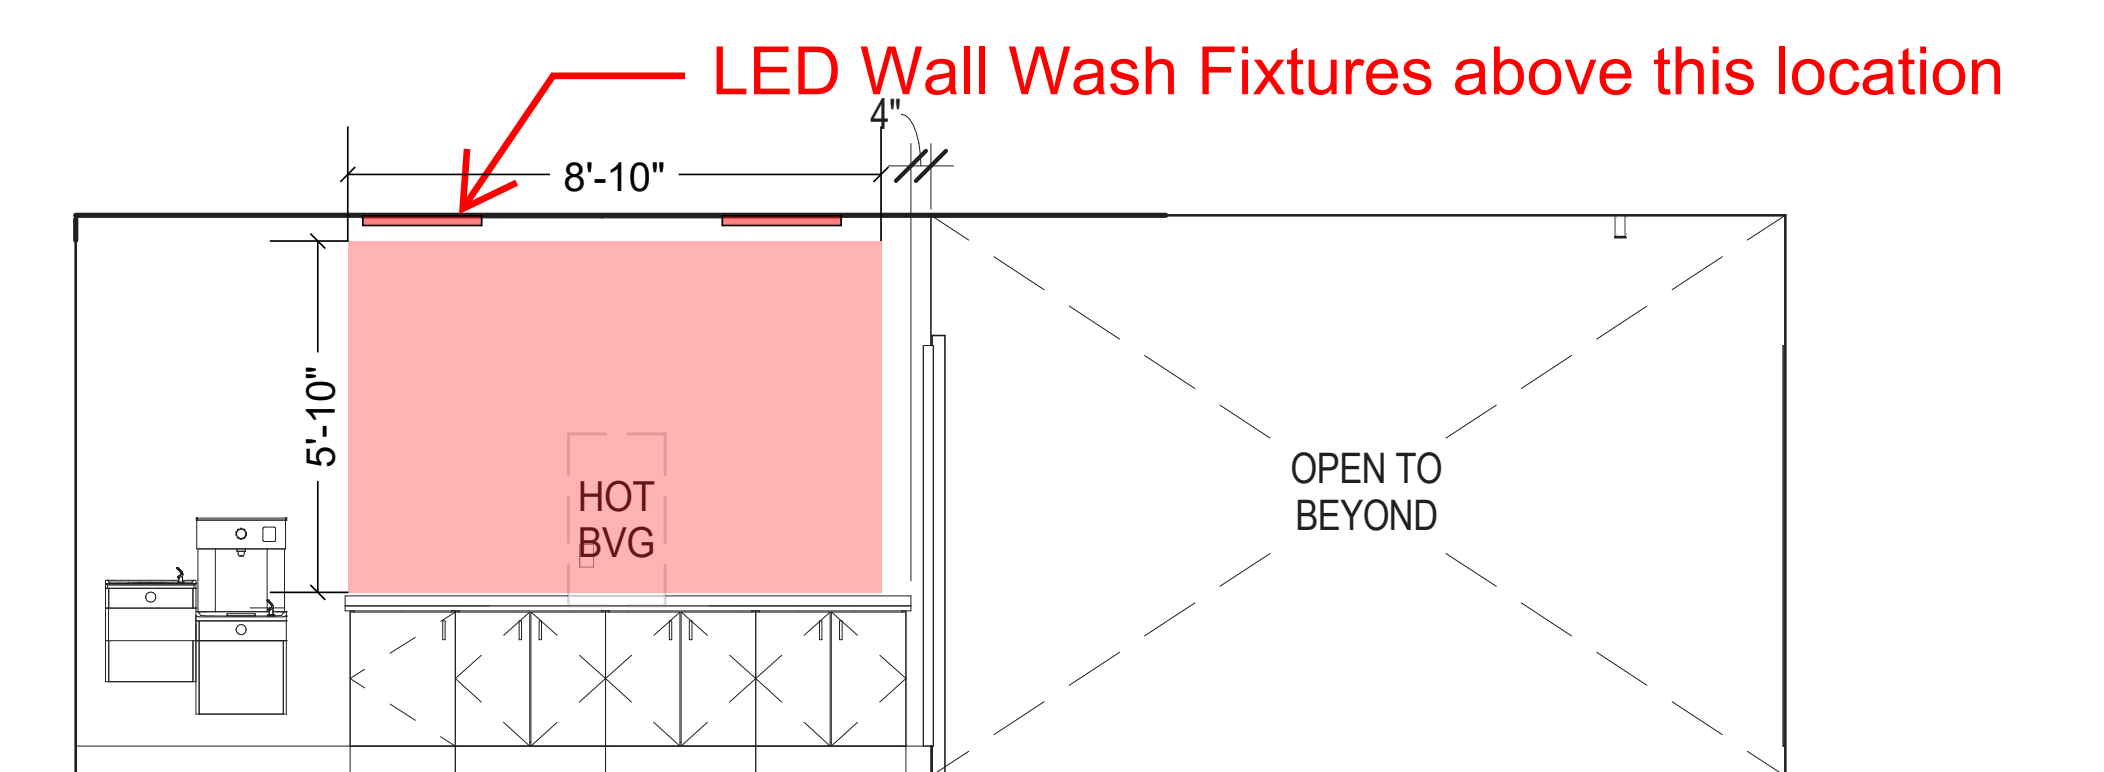 LED Wall Wash Fixtures above this location
4"
8'-10"
5'-10"
HOT
BVG
OPEN TO
BEYOND